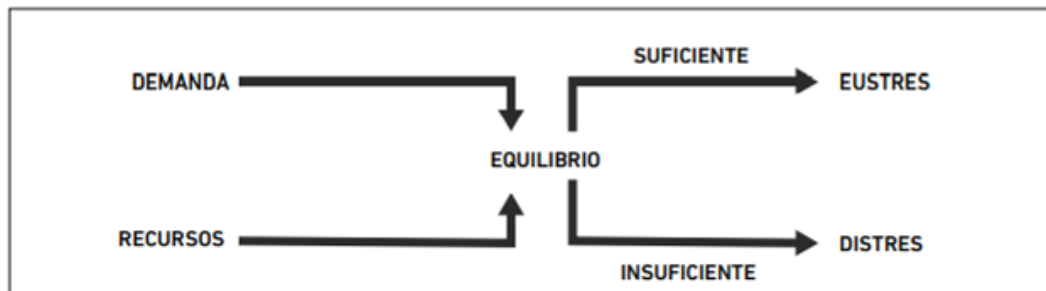 SUFICIENTE
DEMANDA
EUSTRES
EQUILIBRIO
RECURSOS
DISTRES
INSUFICIENTE